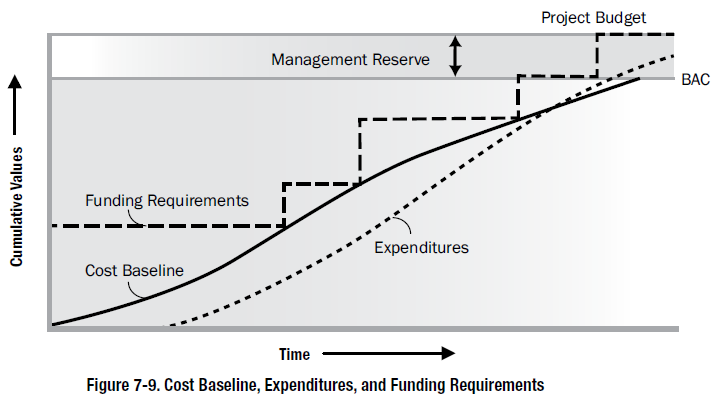 Project Budget
Management Reserve
BAC
Funding Requirements
Expenditures
Cost Baseline
Cumulative Values
Time
Figure 7-9. Cost Baseline, Expenditures, and Funding Requirements